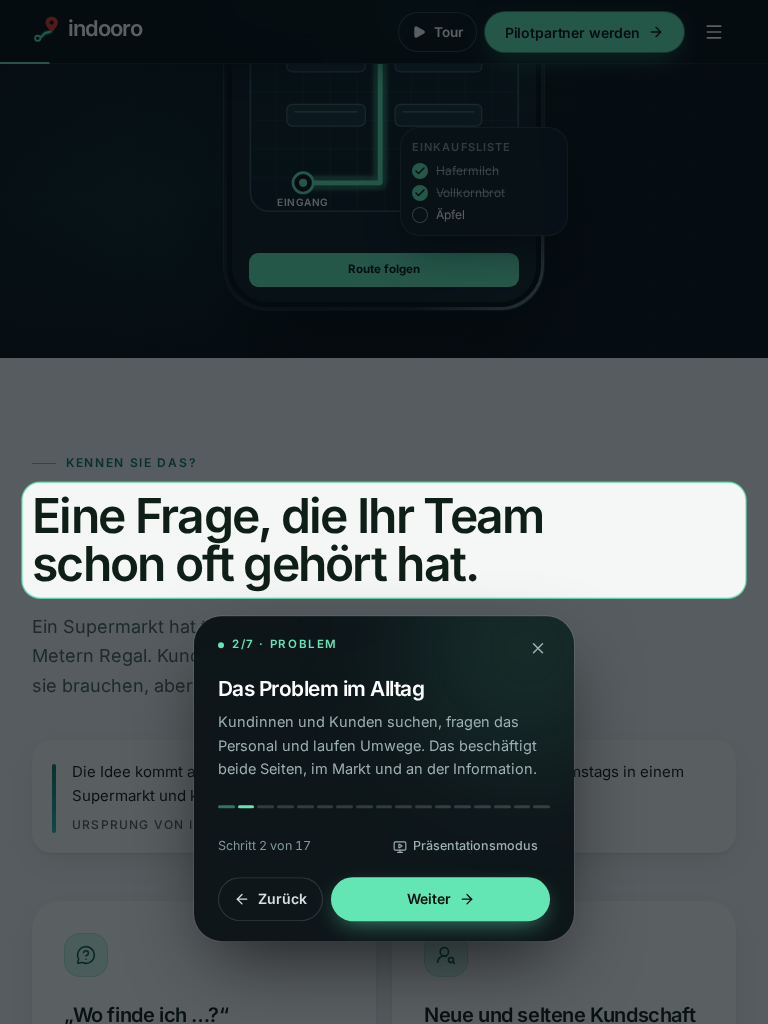 indooro
Tour
Pilotpartner werden
EINKAUFSLISTE
Hafermilch
Vollkornbrot
Äpfel
EINGANG
Route folgen
KENNEN SIE DAS?
Eine Frage, die Ihr Team
schon oft gehört hat.
Ein Supermarkt hat
Metern Regal.
sie brauchen, aber
2/7 · PROBLEM
Das Problem im Alltag
Kundinnen und Kunden suchen, fragen das
Personal und laufen Umwege. Das beschäftigt
beide Seiten, im Markt und an der Information.
Schritt 2 von 17
Präsentationsmodus
Zurück
Weiter
Die Idee kommt
mstags in einem
Supermarkt und
URSPRUNG VON
„Wo finde ich …?“
Neue und seltene Kundschaft